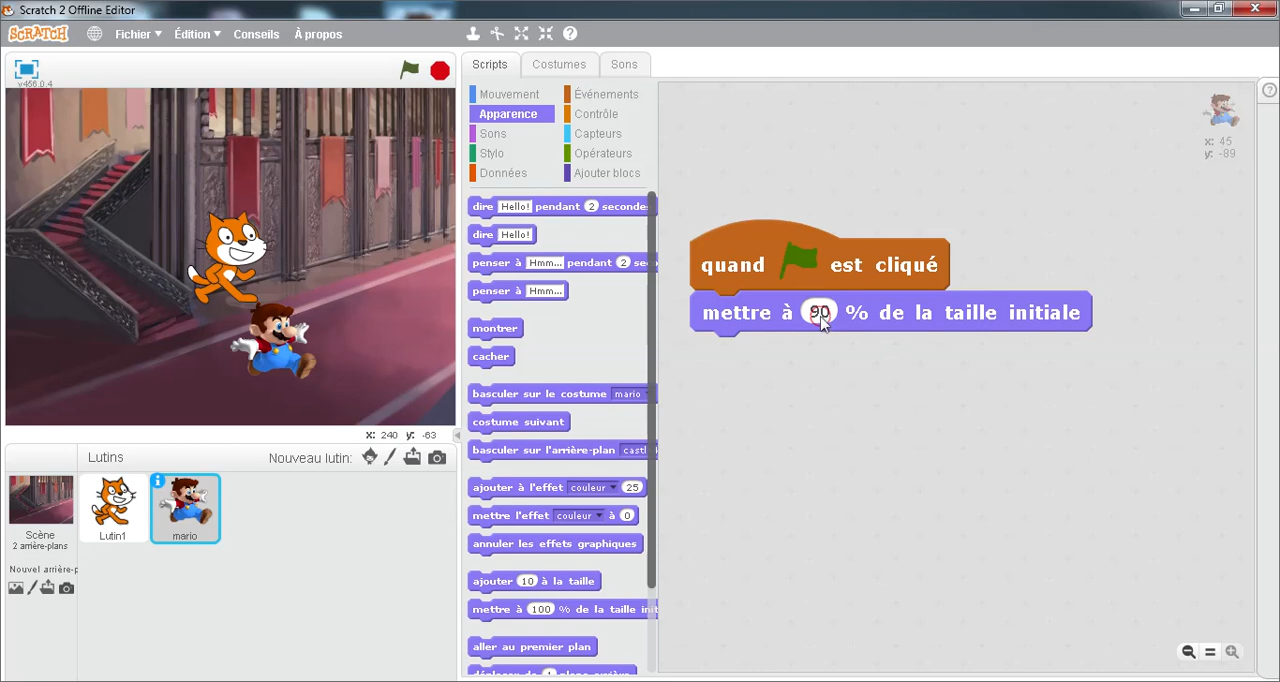 Scratch 2 Offline Editor
SCRATCH Fichier Édition Conseils À propos
v456.0.4
Scripts Costumes Sons
Mouvement Événements
Apparence Contrôle
Sons Capteurs
Stylo Opérateurs
Données Ajouter blocs
dire Hello! pendant 2 secondes
dire Hello!
penser à Hmm... pendant 2 sec
penser à Hmm...
montrer
cacher
basculer sur le costume mario
costume suivant
basculer sur l'arrière-plan castl
ajouter à l'effet couleur 25
mettre l'effet couleur à 0
annuler les effets graphiques
ajouter 10 à la taille
mettre à 100 % de la taille init
aller au premier plan
x: 45
y: -89
quand est cliqué
mettre à 90 % de la taille initiale
x: 240 y: -63
Lutins Nouveau lutin:
Scène
2 arrière-plans
Nouvel arrière-p
Lutin1
mario